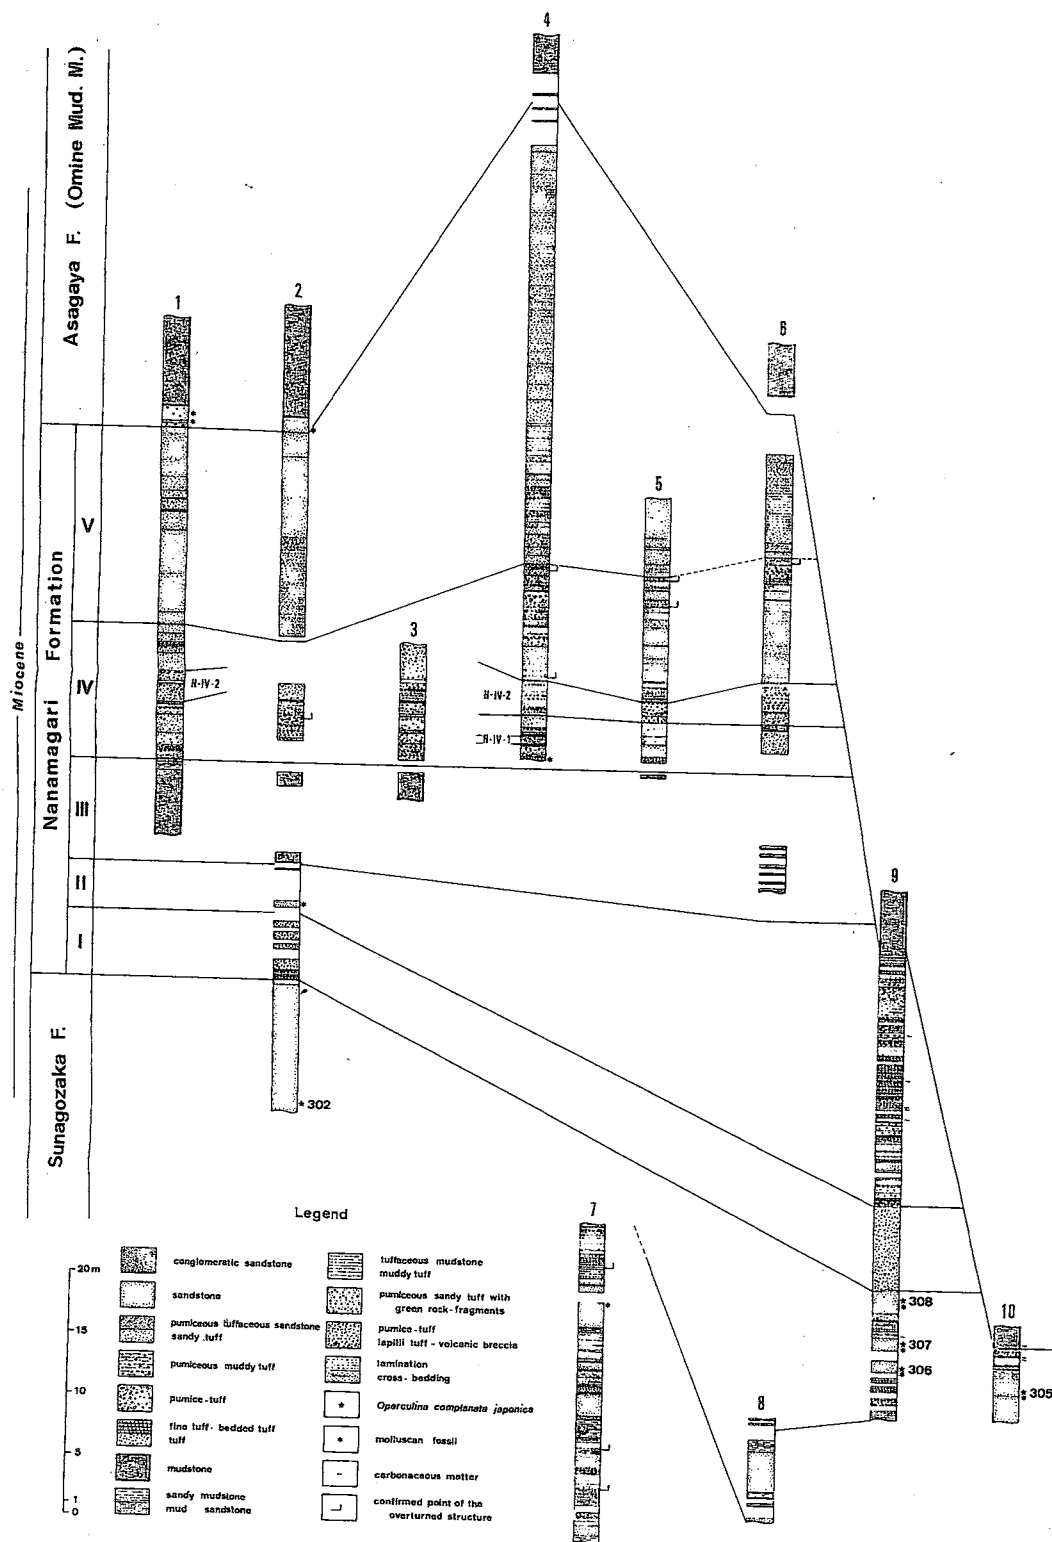 Miocene
Asagaya F. (Omine Mud. M.)
Nanamagari Formation
Sunagozaka F.
V
IV
III
II
I
1
2
3
4
5
6
7
8
9
10
H-IV-2
H-IV-2
H-IV-1
302
308
307
306
305
Legend
20m
15
10
5
1
0
conglomeratic sandstone
sandstone
pumiceous tuffaceous sandstone
sandy tuff
pumiceous muddy tuff
pumice-tuff
fine tuff-bedded tuff
tuff
mudstone
sandy mudstone
mud sandstone
tuffaceous mudstone
muddy tuff
pumiceous sandy tuff with
green rock-fragments
pumice-tuff
lapilli tuff-volcanic breccia
lamination
cross-bedding
Operculina complanata japonica
molluscan fossil
carbonaceous matter
confirmed point of the
overturned structure